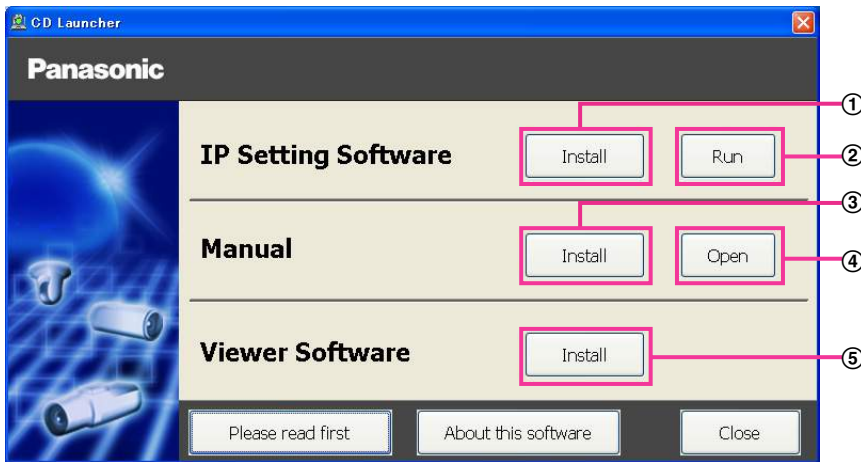 CD Launcher
Panasonic
①
IP Setting Software Install Run ②
③
Manual Install Open ④
Viewer Software Install ⑤
Please read first About this software Close